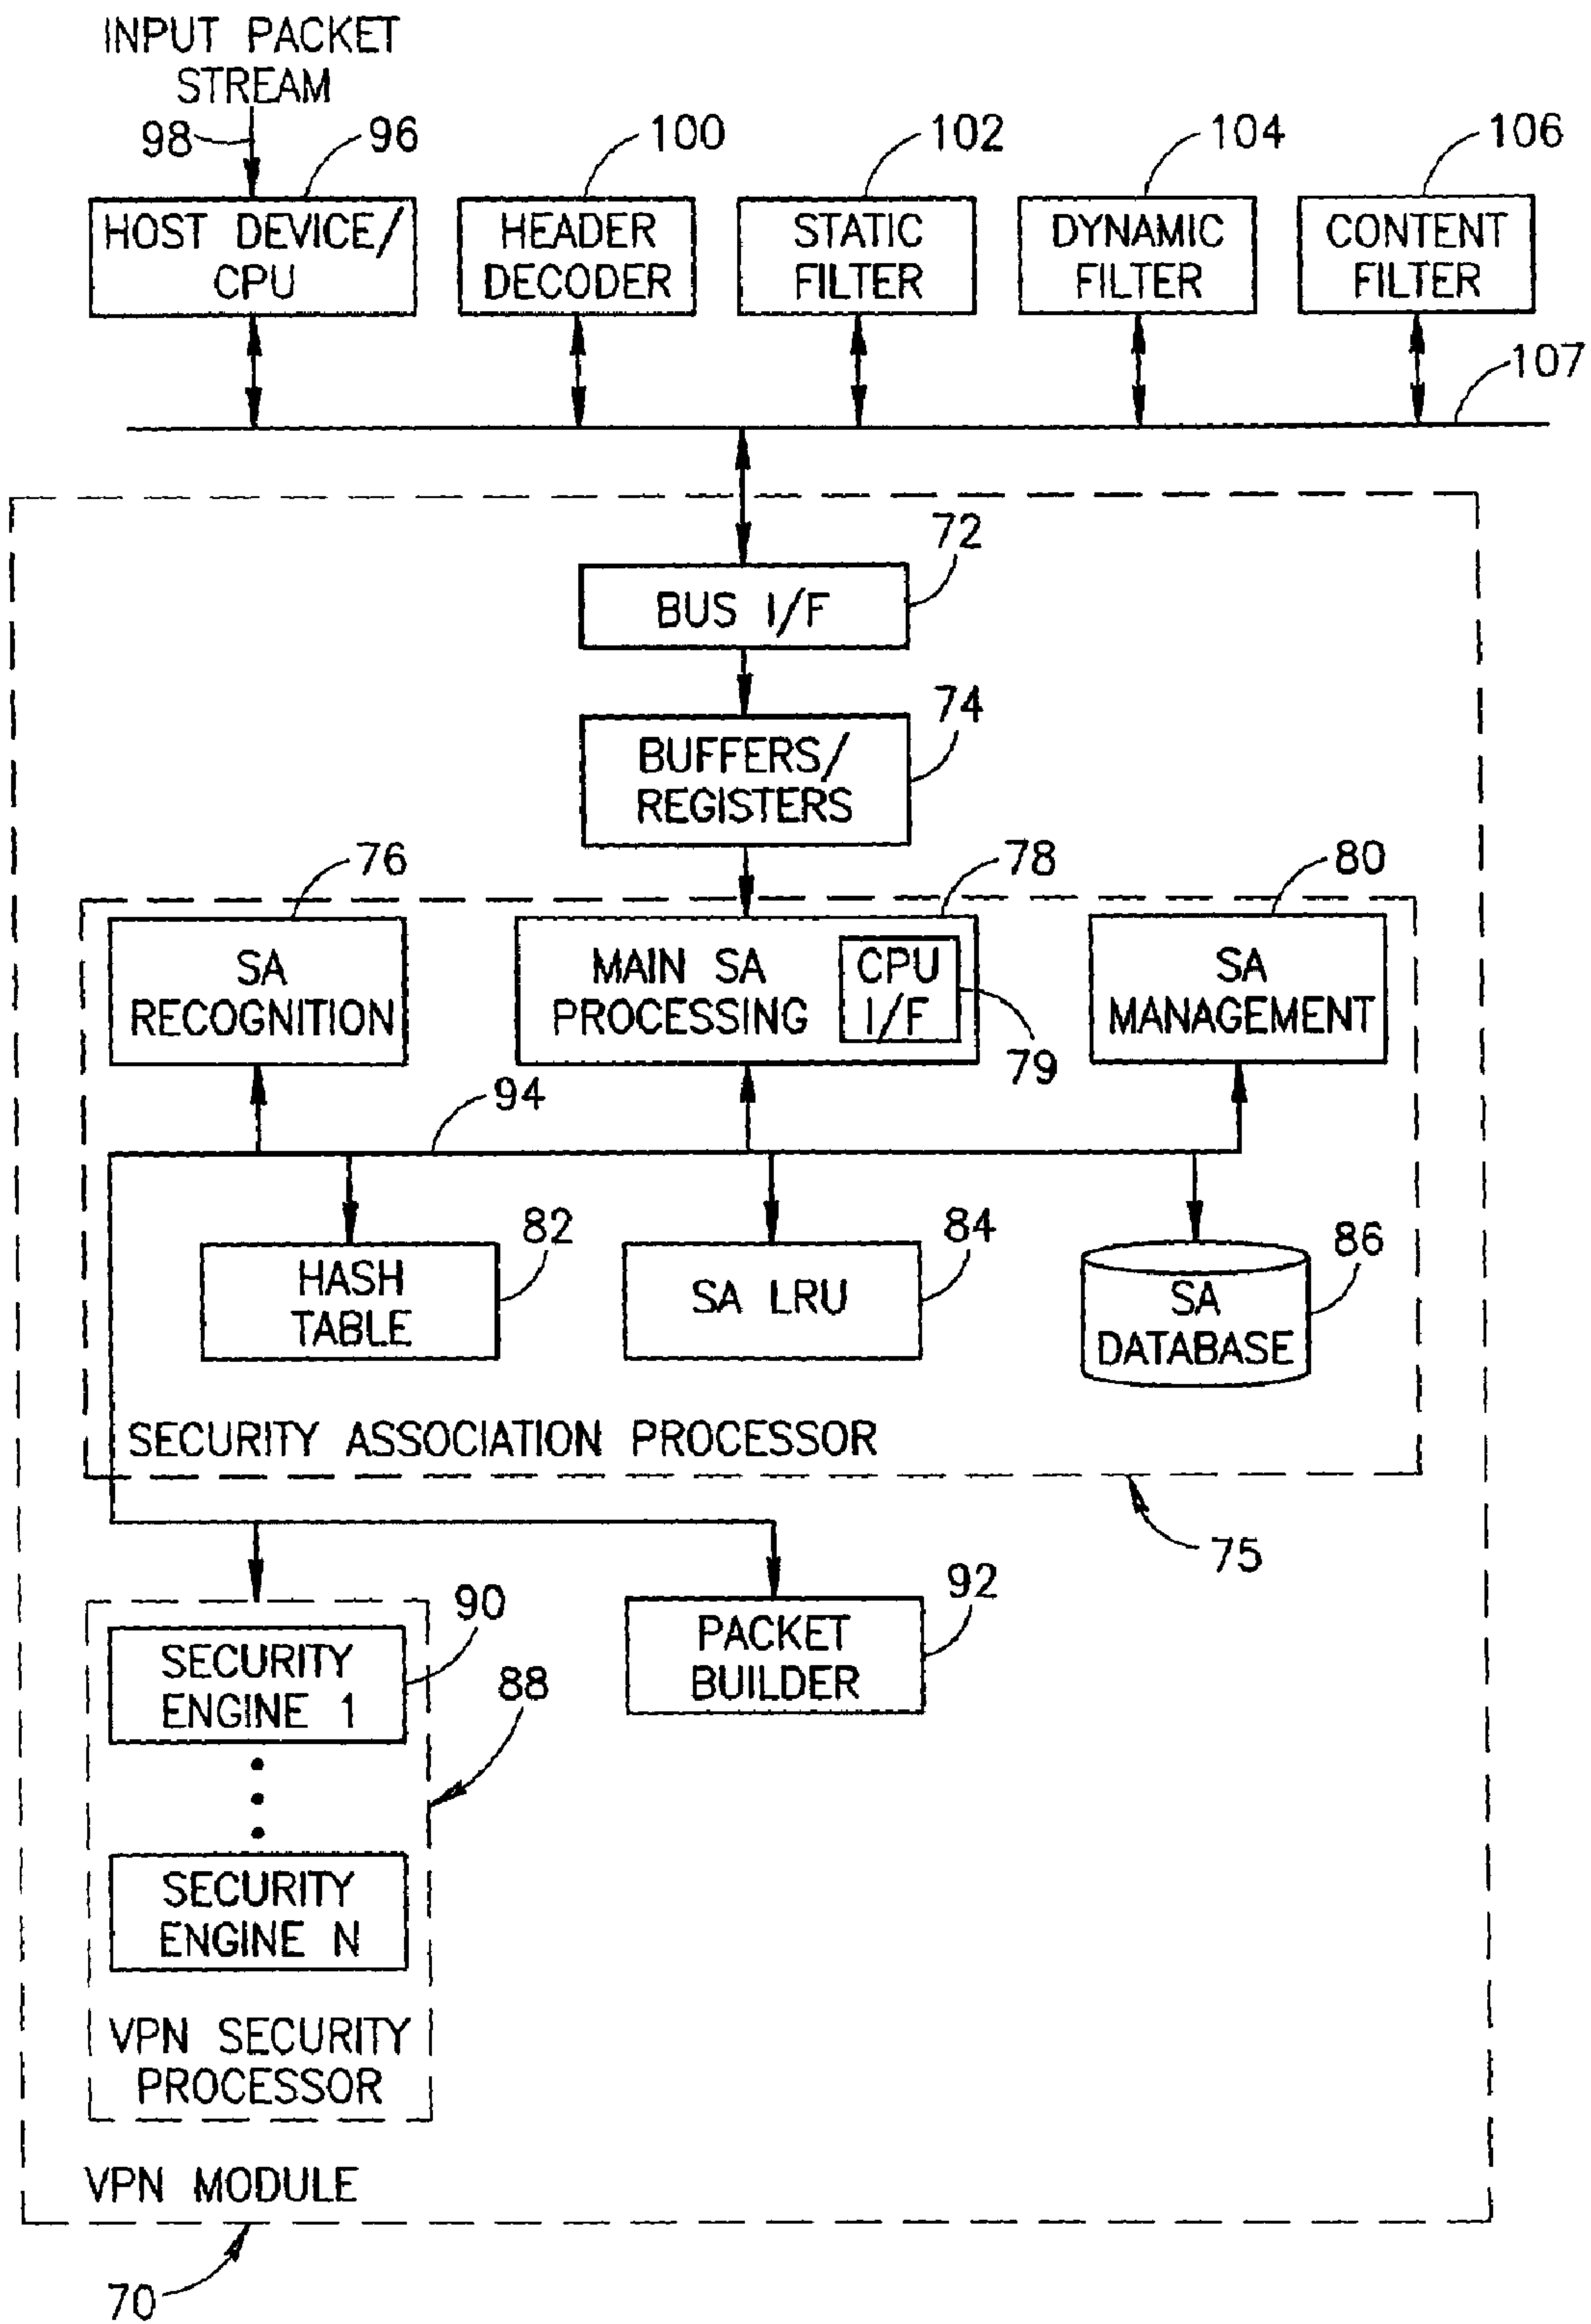 INPUT PACKET
STREAM
98
96
100
102
104
106
HOST DEVICE/
CPU
HEADER
DECODER
STATIC
FILTER
DYNAMIC
FILTER
CONTENT
FILTER
107
72
BUS I/F
74
BUFFERS/
REGISTERS
76
78
80
SA
RECOGNITION
MAIN SA
PROCESSING
CPU
I/F
79
SA
MANAGEMENT
94
82
HASH
TABLE
84
SA LRU
86
SA
DATABASE
SECURITY ASSOCIATION PROCESSOR
75
90
SECURITY
ENGINE 1
88
92
PACKET
BUILDER
SECURITY
ENGINE N
VPN SECURITY
PROCESSOR
VPN MODULE
70